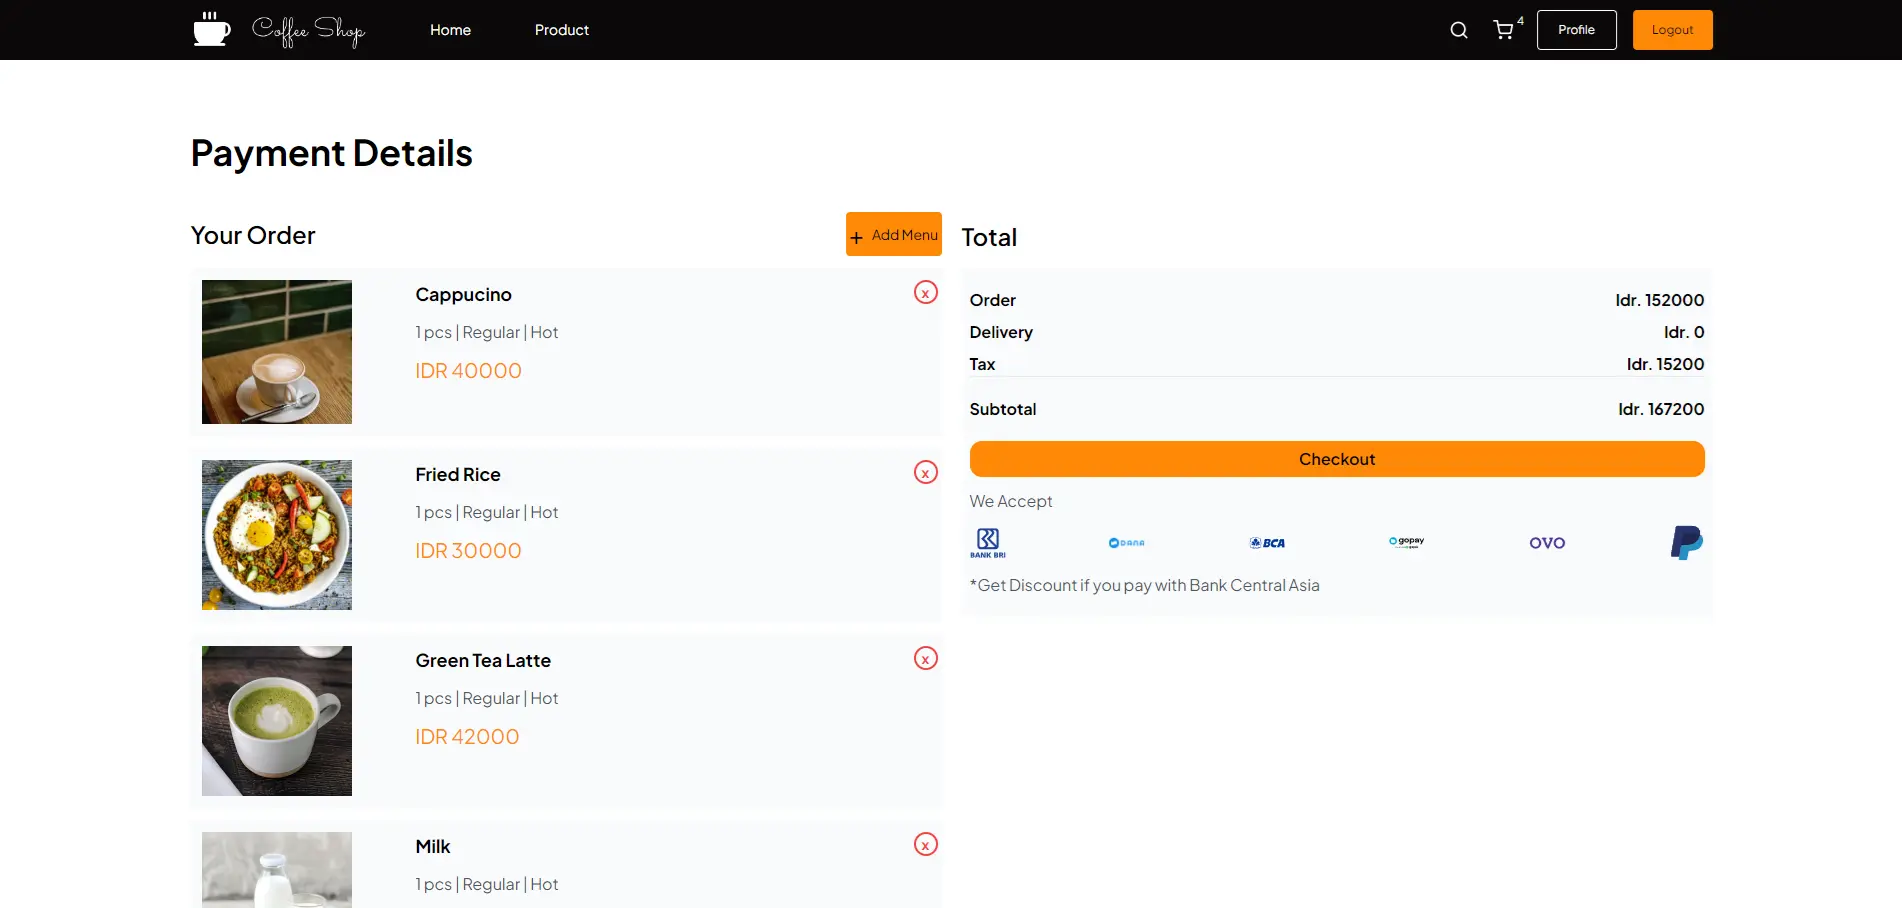 Coffee Shop
Home
Product
4
Profile
Logout
Payment Details
Your Order
+ Add Menu
Cappucino
x
1 pcs | Regular | Hot
IDR 40000
Fried Rice
x
1 pcs | Regular | Hot
IDR 30000
Green Tea Latte
x
1 pcs | Regular | Hot
IDR 42000
Milk
x
1 pcs | Regular | Hot
Total
Order Idr. 152000
Delivery Idr. 0
Tax Idr. 15200
Subtotal Idr. 167200
Checkout
We Accept
BANK BRI
DANA
BCA
gopay
OVO
*Get Discount if you pay with Bank Central Asia